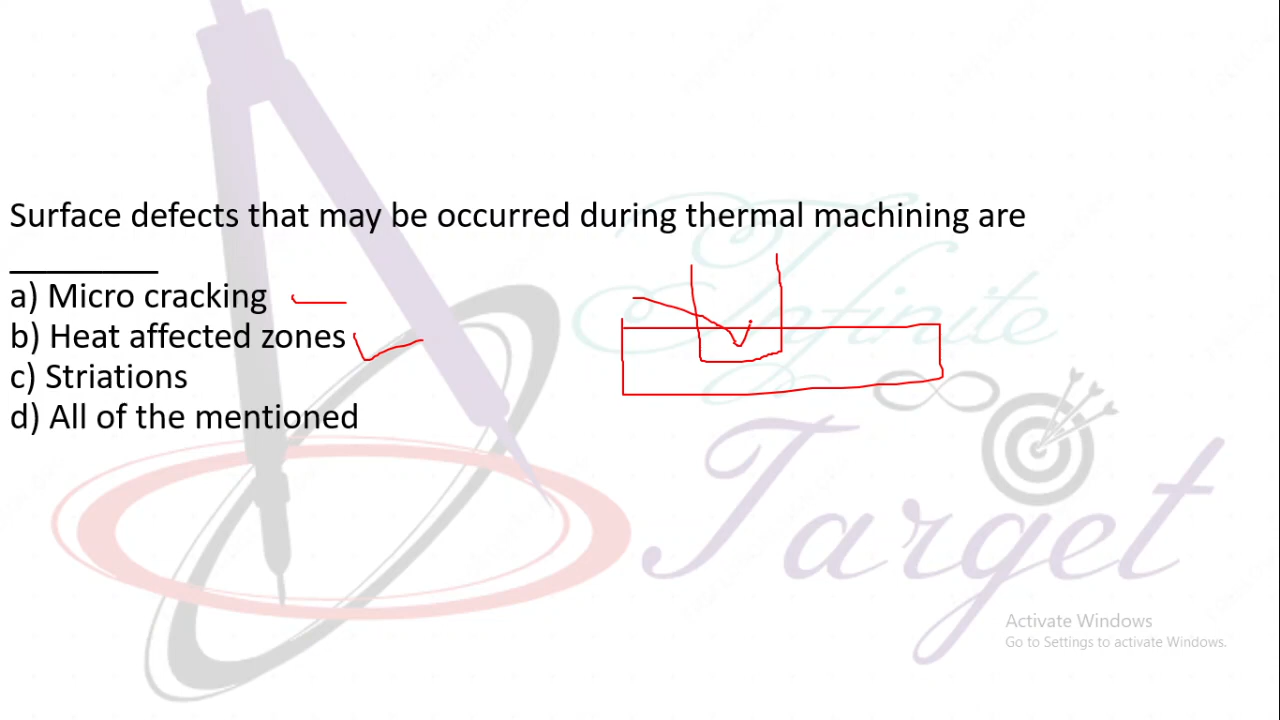 Surface defects that may be occurred during thermal machining are
_________
a) Micro cracking
b) Heat affected zones
c) Striations
d) All of the mentioned
Infinite
Target
Activate Windows
Go to Settings to activate Windows.